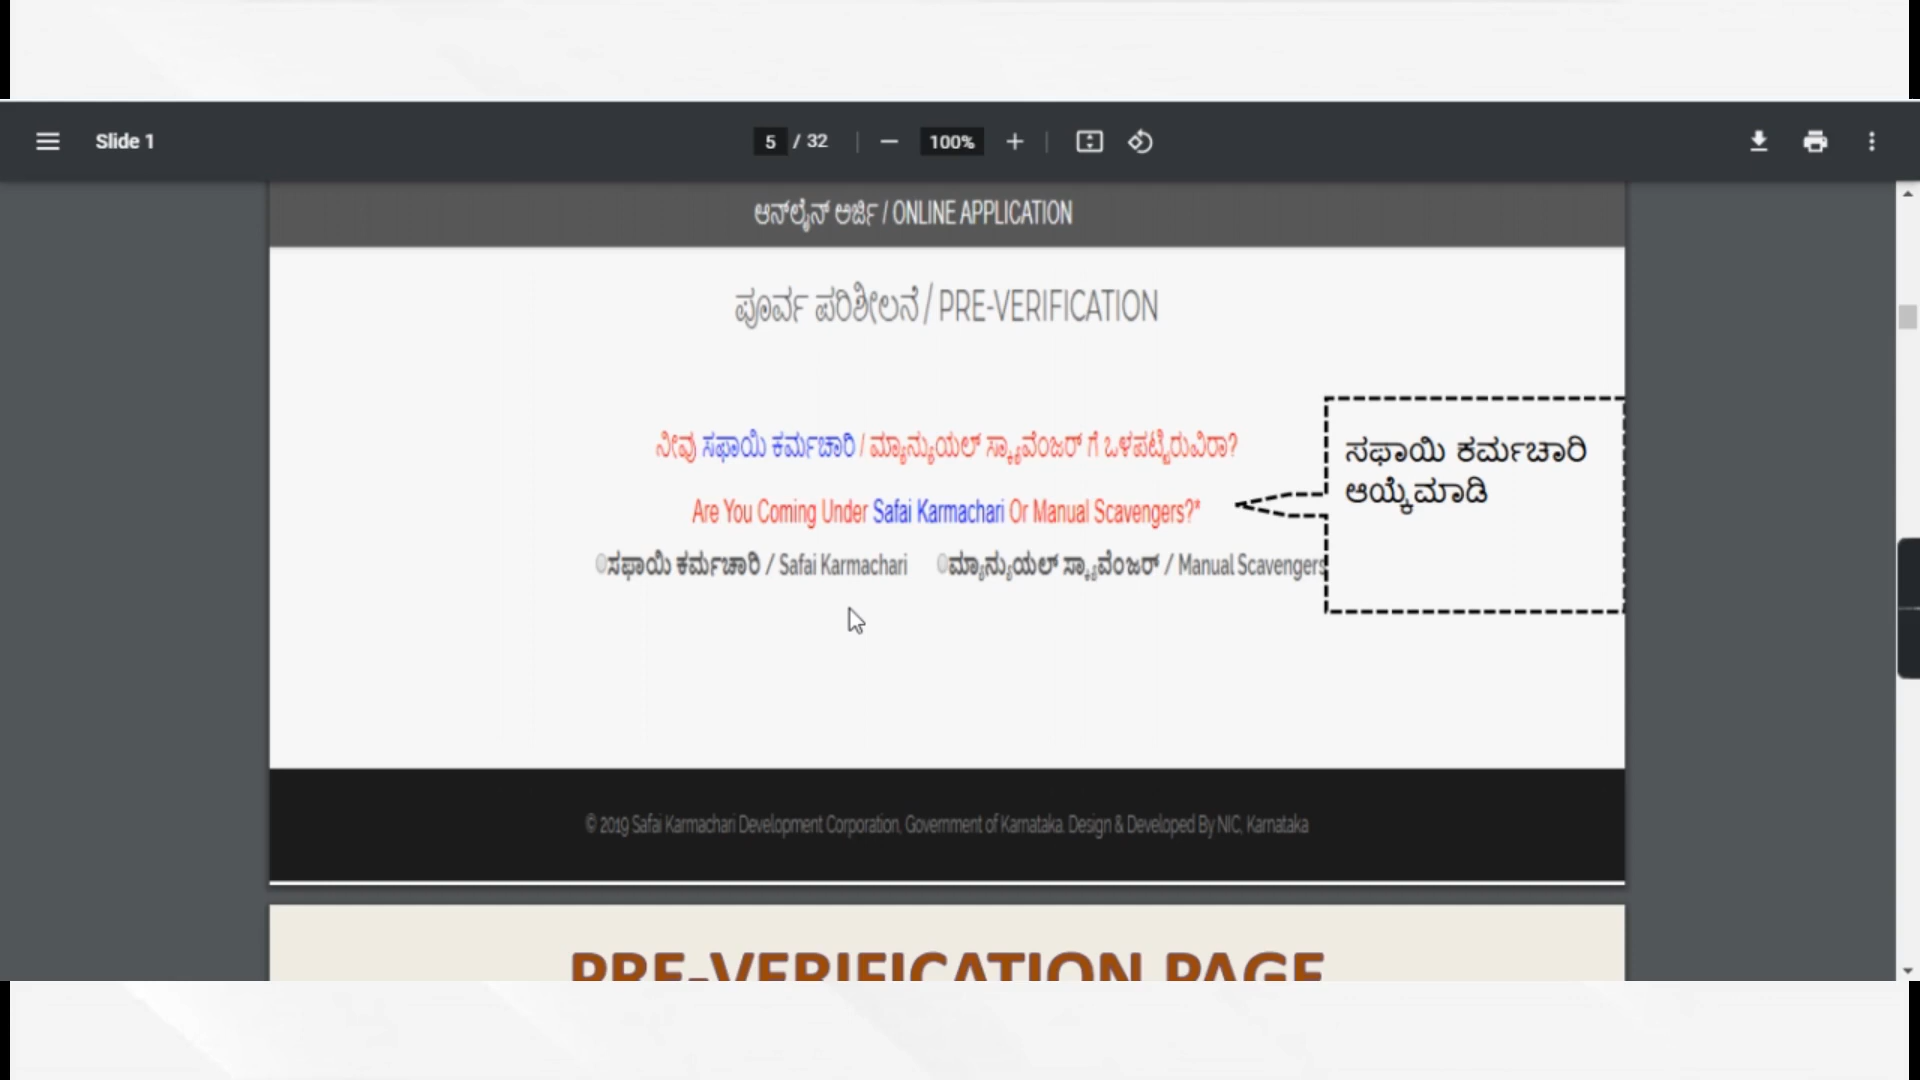 Slide 1
5 / 32
100%
ಆನ್‌ಲೈನ್ ಅರ್ಜಿ / ONLINE APPLICATION
ಪೂರ್ವ ಪರಿಶೀಲನೆ / PRE-VERIFICATION
ನೀವು ಸಫಾಯಿ ಕರ್ಮಚಾರಿ / ಮ್ಯಾನ್ಯುಯಲ್ ಸ್ಕ್ಯಾವೆಂಜರ್ ಗೆ ಒಳಪಟ್ಟಿರುವಿರಾ?
Are You Coming Under Safai Karmachari Or Manual Scavengers?*
ಸಫಾಯಿ ಕರ್ಮಚಾರಿ / Safai Karmachari ಮ್ಯಾನ್ಯುಯಲ್ ಸ್ಕ್ಯಾವೆಂಜರ್ / Manual Scavengers
ಸಫಾಯಿ ಕರ್ಮಚಾರಿ
ಆಯ್ಕೆಮಾಡಿ
© 2019 Safai Karmachari Development Corporation, Government of Karnataka. Design & Developed By NIC, Karnataka
PRE-VERIFICATION PAGE